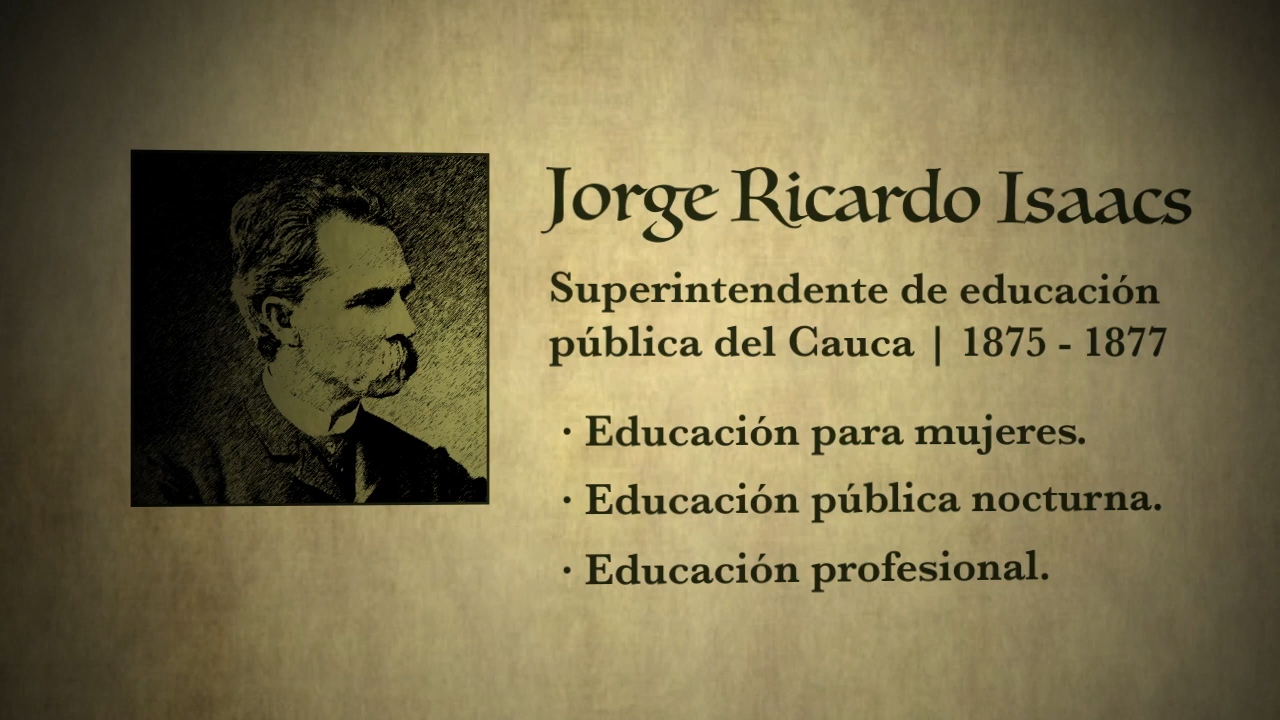 Jorge Ricardo Isaacs
Superintendente de educación
pública del Cauca | 1875 - 1877
· Educación para mujeres.
· Educación pública nocturna.
· Educación profesional.